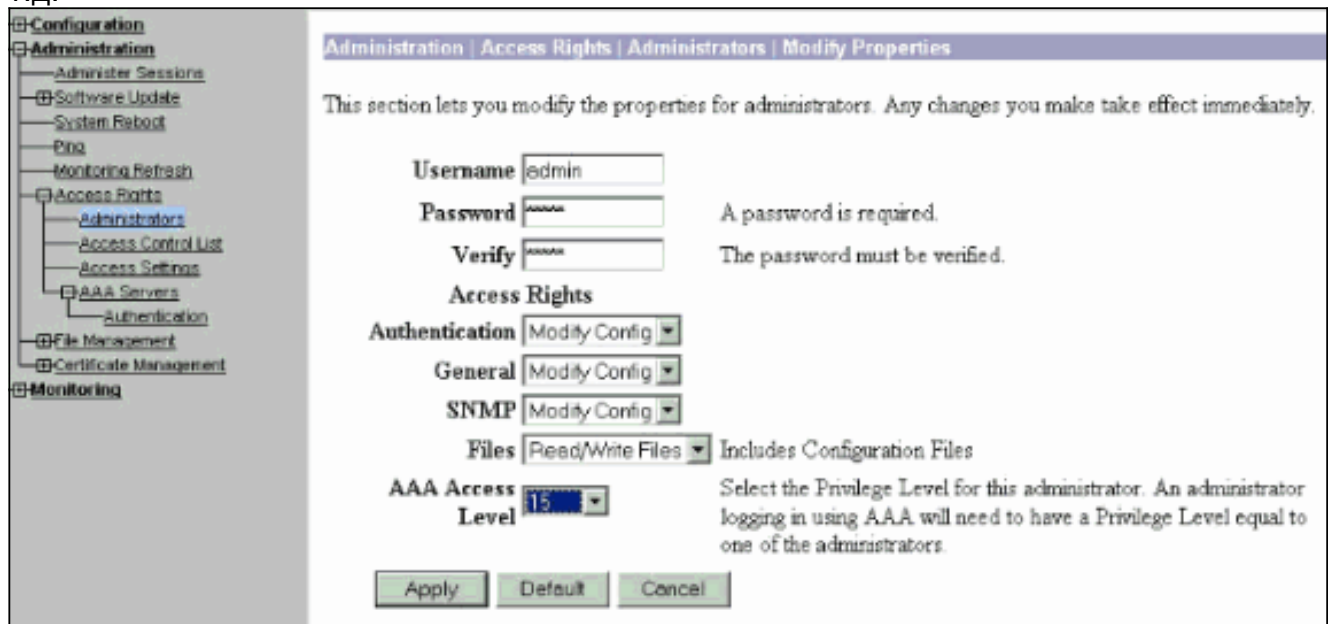 вид:
Configuration
Administration
Administer Sessions
Software Update
System Reboot
Ping
Monitoring Refresh
Access Rights
Administrators
Access Control List
Access Settings
AAA Servers
Authentication
File Management
Certificate Management
Monitoring
Administration | Access Rights | Administrators | Modify Properties
This section lets you modify the properties for administrators. Any changes you make take effect immediately.
Username admin
Password ***** A password is required.
Verify ***** The password must be verified.
Access Rights
Authentication Modify Config
General Modify Config
SNMP Modify Config
Files Read/Write Files Includes Configuration Files
AAA Access Level 15 Select the Privilege Level for this administrator. An administrator
logging in using AAA will need to have a Privilege Level equal to
one of the administrators.
Apply Default Cancel